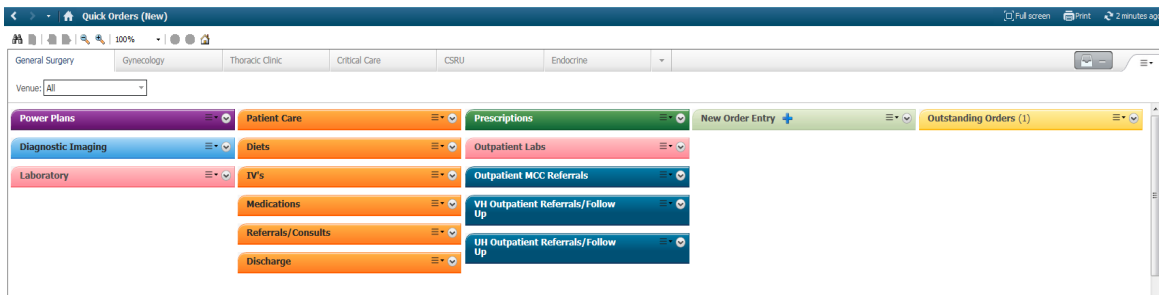 Quick Orders (New)
Full screen
Print
2 minutes ago
100%
General Surgery
Gynecology
Thoracic Clinic
Critical Care
CSRU
Endocrine
Venue: All
Power Plans
Patient Care
Prescriptions
New Order Entry
Outstanding Orders (1)
Diagnostic Imaging
Diets
Outpatient Labs
Laboratory
IV's
Outpatient MCC Referrals
Medications
VH Outpatient Referrals/Follow
Up
Referrals/Consults
UH Outpatient Referrals/Follow
Up
Discharge